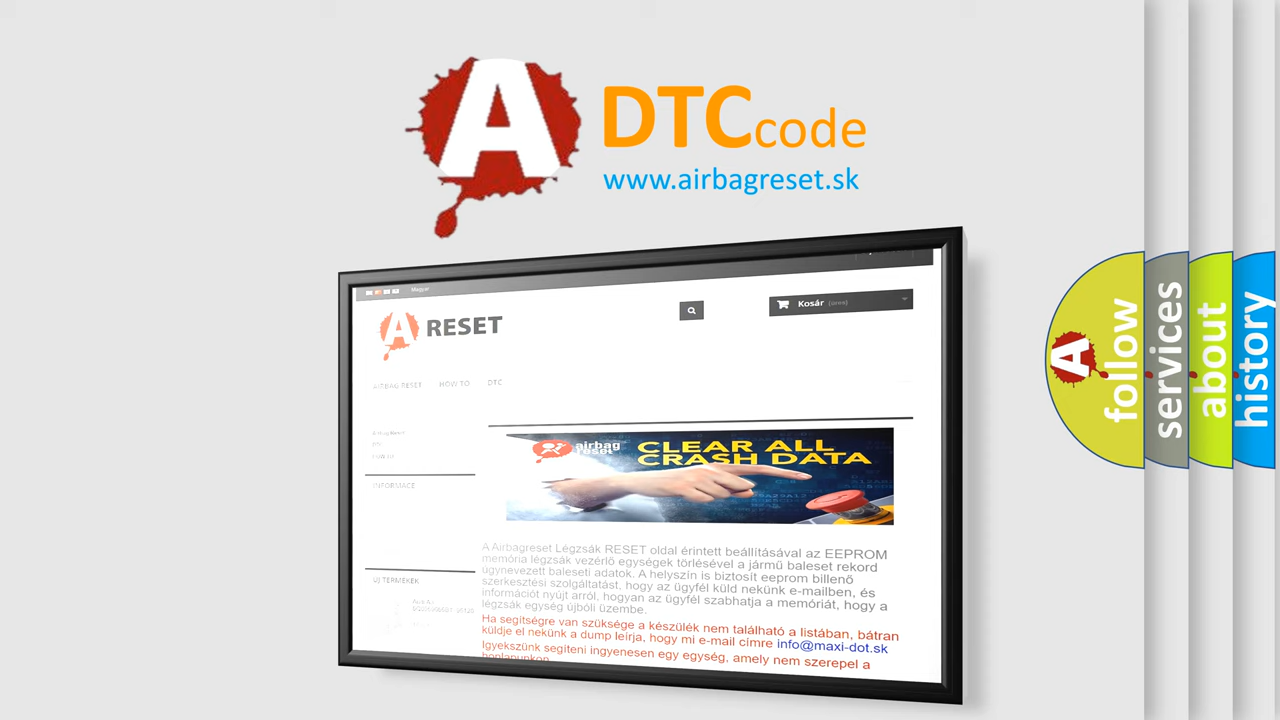 A DTCcode
www.airbagreset.sk
Magyar
A RESET
Kosár (üres)
AIRBAG RESET HOW TO DTC
INFORMACE
ÚJ TERMÉKEK
airbag
reset
CLEAR ALL
CRASH DATA
A Airbagreset Légzsák RESET oldal érintett beállításával az EEPROM
memória légzsák vezérlő egységek törlésével a jármű baleset rekord
úgynevezett baleseti adatok. A helyszín is biztosít eeprom billenő
szerkesztési szolgáltatást, hogy az ügyfél küld nekünk e-mailben, és
információt nyújt arról, hogyan az ügyfél szabhatja a memóriát, hogy a
légzsák egység újbóli üzembe.
Ha segítségre van szüksége a készülék nem található a listában, bátran
küldje el nekünk a dump leírja, hogy mi e-mail címre info@maxi-dot.sk
Igyekszünk segíteni ingyenesen egy egység, amely nem szerepel a
honlapunkon
A follow
services
about
history